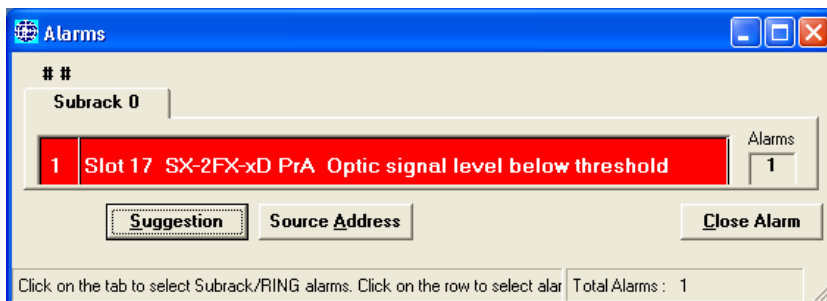 Alarms
# #
Subrack 0
Alarms
1 Slot 17 SX-2FX-xD PrA Optic signal level below threshold
1
Suggestion Source Address Close Alarm
Click on the tab to select Subrack/RING alarms. Click on the row to select alar Total Alarms : 1